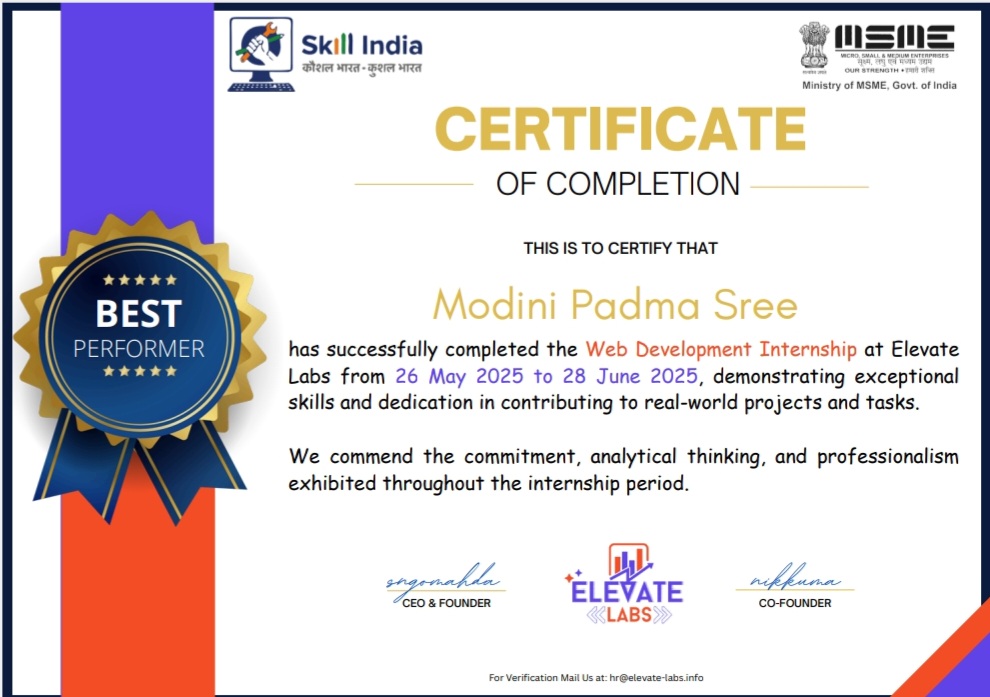 Skill India
कौशल भारत - कुशल भारत
MSME
MICRO, SMALL & MEDIUM ENTERPRISES
सूक्ष्म, लघु एवं मध्यम उद्यम
OUR STRENGTH • हमारी शक्ति
Ministry of MSME, Govt. of India
CERTIFICATE
OF COMPLETION
THIS IS TO CERTIFY THAT
Modini Padma Sree
BEST
PERFORMER
has successfully completed the Web Development Internship at Elevate
Labs from 26 May 2025 to 28 June 2025, demonstrating exceptional
skills and dedication in contributing to real-world projects and tasks.
We commend the commitment, analytical thinking, and professionalism
exhibited throughout the internship period.
sngomahda
CEO & FOUNDER
ELEVATE
LABS
nikkuma
CO-FOUNDER
For Verification Mail Us at: hr@elevate-labs.info